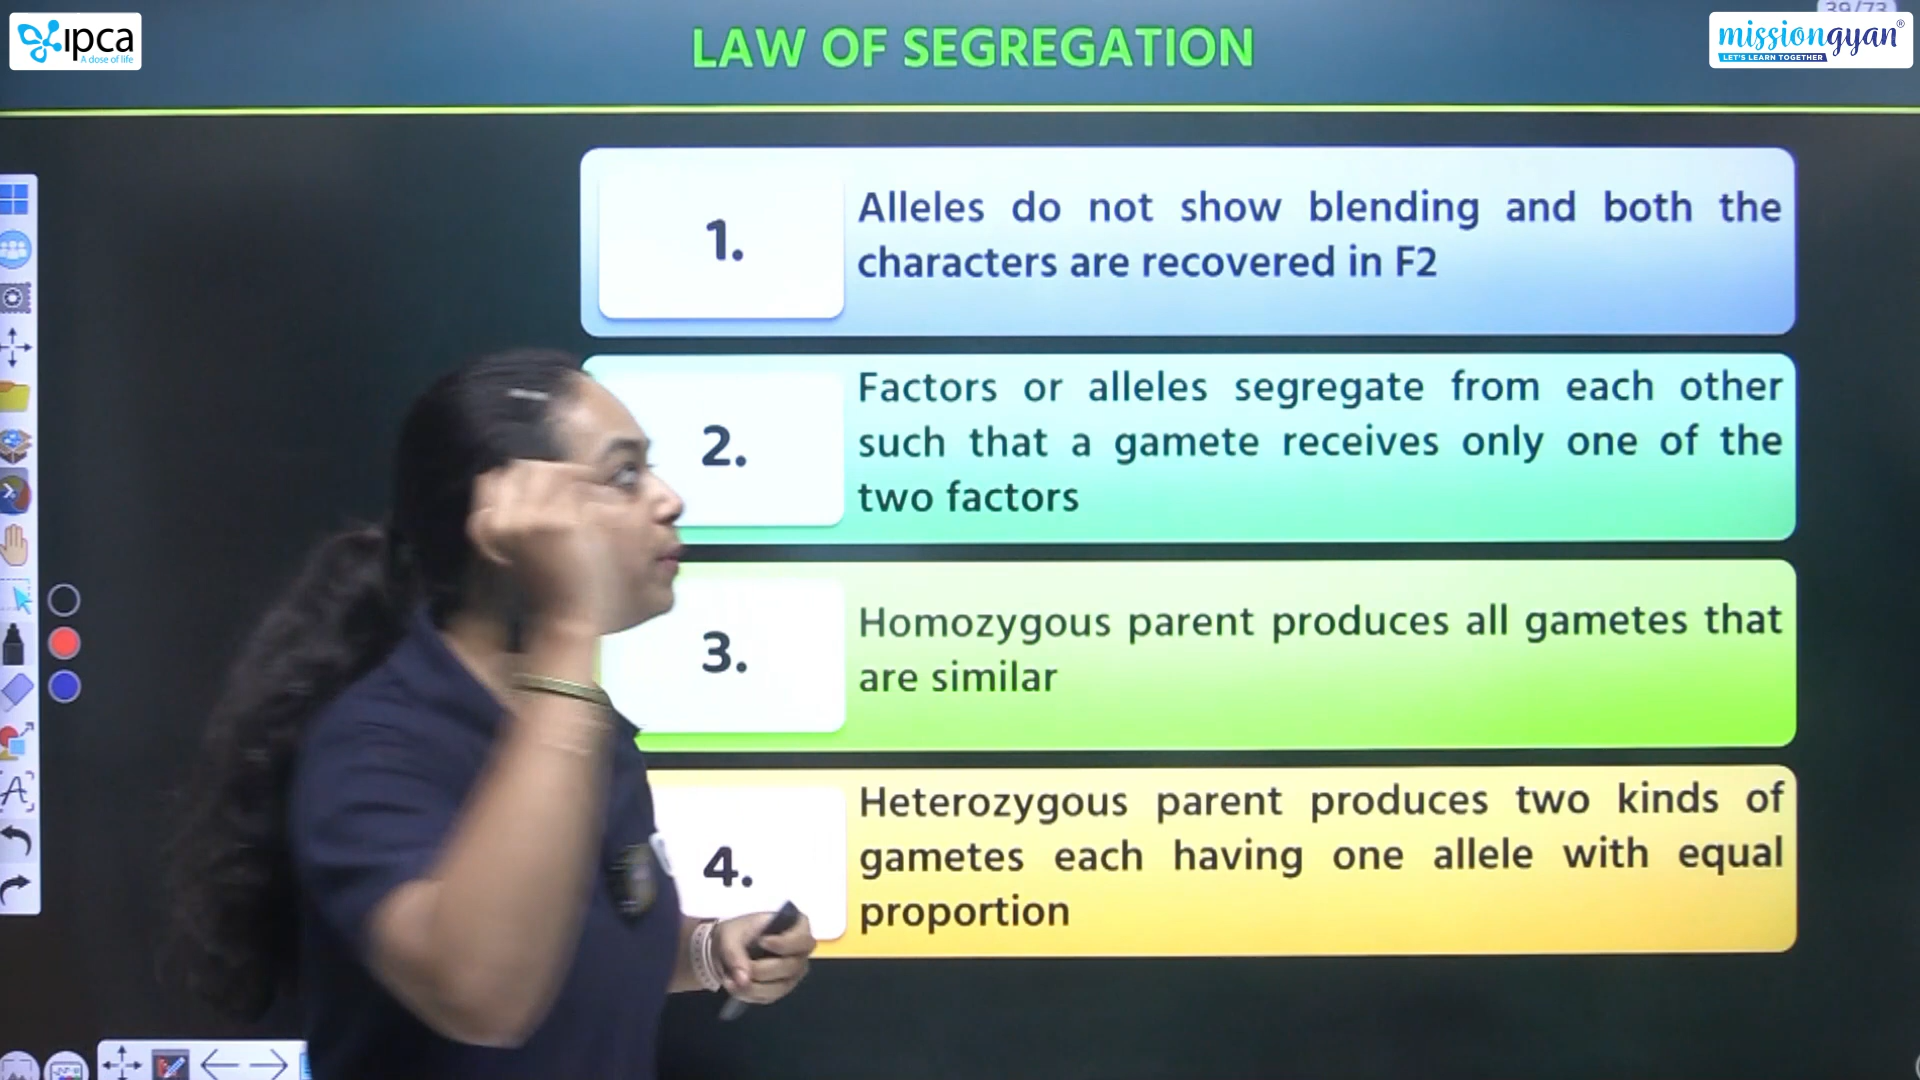 ipca
A dose of life
LAW OF SEGREGATION
39/73
missiongyan®
LET'S LEARN TOGETHER
1.
Alleles do not show blending and both the
characters are recovered in F2
2.
Factors or alleles segregate from each other
such that a gamete receives only one of the
two factors
3.
Homozygous parent produces all gametes that
are similar
4.
Heterozygous parent produces two kinds of
gametes each having one allele with equal
proportion